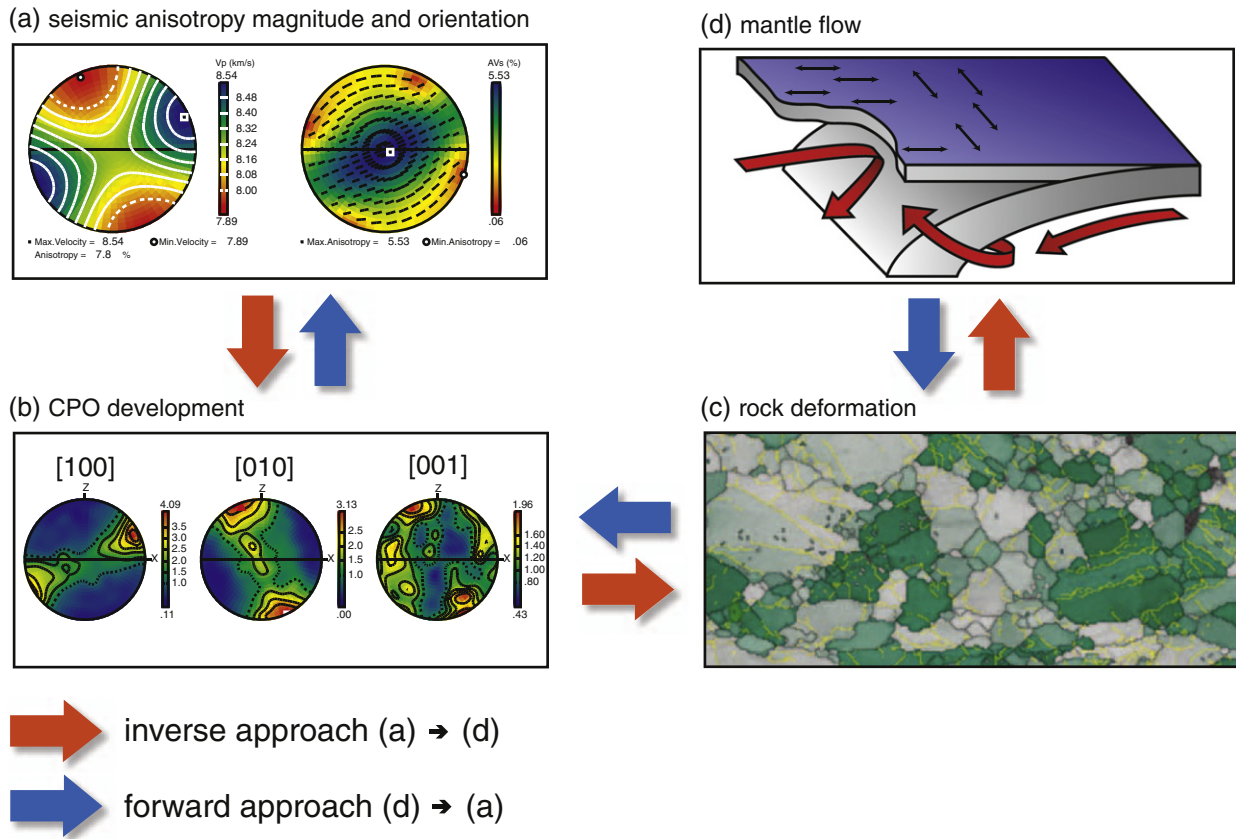 (a) seismic anisotropy magnitude and orientation
Vp (km/s)
8.54
8.48
8.40
8.32
8.24
8.16
8.08
8.00
7.89
Max.Velocity = 8.54 Min.Velocity = 7.89
Anisotropy = 7.8 %
AVs (%)
5.53
.06
Max.Anisotropy = 5.53 Min.Anisotropy = .06
(d) mantle flow
(b) CPO development
[100] [010] [001]
Z
X
4.09
3.5
3.0
2.5
2.0
1.5
1.0
.11
Z
X
3.13
2.5
2.0
1.5
1.0
.00
Z
X
1.96
1.60
1.40
1.20
1.00
.80
.43
(c) rock deformation
inverse approach (a) ➔ (d)
forward approach (d) ➔ (a)